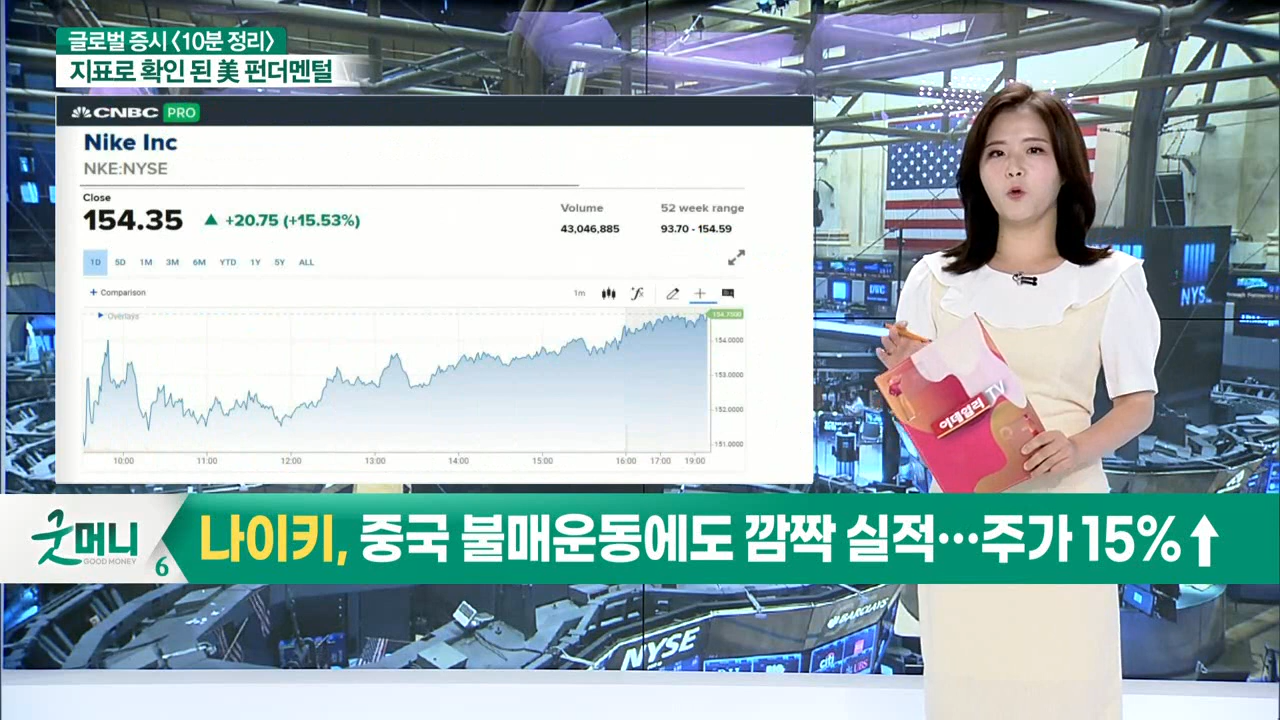 글로벌 증시 <10분 정리>
지표로 확인 된 美 펀더멘털
CNBC PRO
Nike Inc
NKE:NYSE
Close
154.35 ▲ +20.75 (+15.53%)
Volume
43,046,885
52 week range
93.70 - 154.59
1D 5D 1M 3M 6M YTD 1Y 5Y ALL
+ Comparison
1m
Overlays
154.0000
153.0000
152.0000
151.0000
10:00 11:00 12:00 13:00 14:00 15:00 16:00 17:00 19:00
이데일리 TV
NYS
굿머니
GOOD MONEY
6
나이키, 중국 불매운동에도 깜짝 실적…주가 15%↑
NYSE
BARCLAYS
citi
UBS